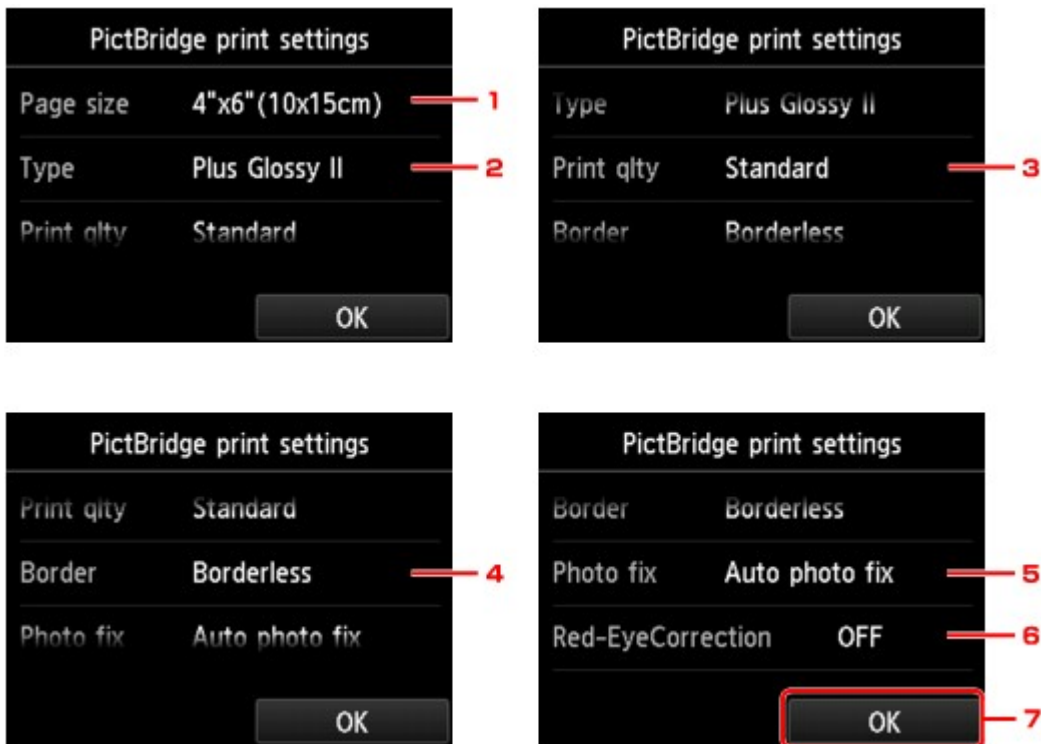 PictBridge print settings
Page size 4"x6"(10x15cm) 1
Type Plus Glossy II 2
Print qlty Standard
OK
PictBridge print settings
Type Plus Glossy II
Print qlty Standard 3
Border Borderless
OK
PictBridge print settings
Print qlty Standard
Border Borderless 4
Photo fix Auto photo fix
OK
PictBridge print settings
Border Borderless
Photo fix Auto photo fix 5
Red-EyeCorrection OFF 6
OK 7